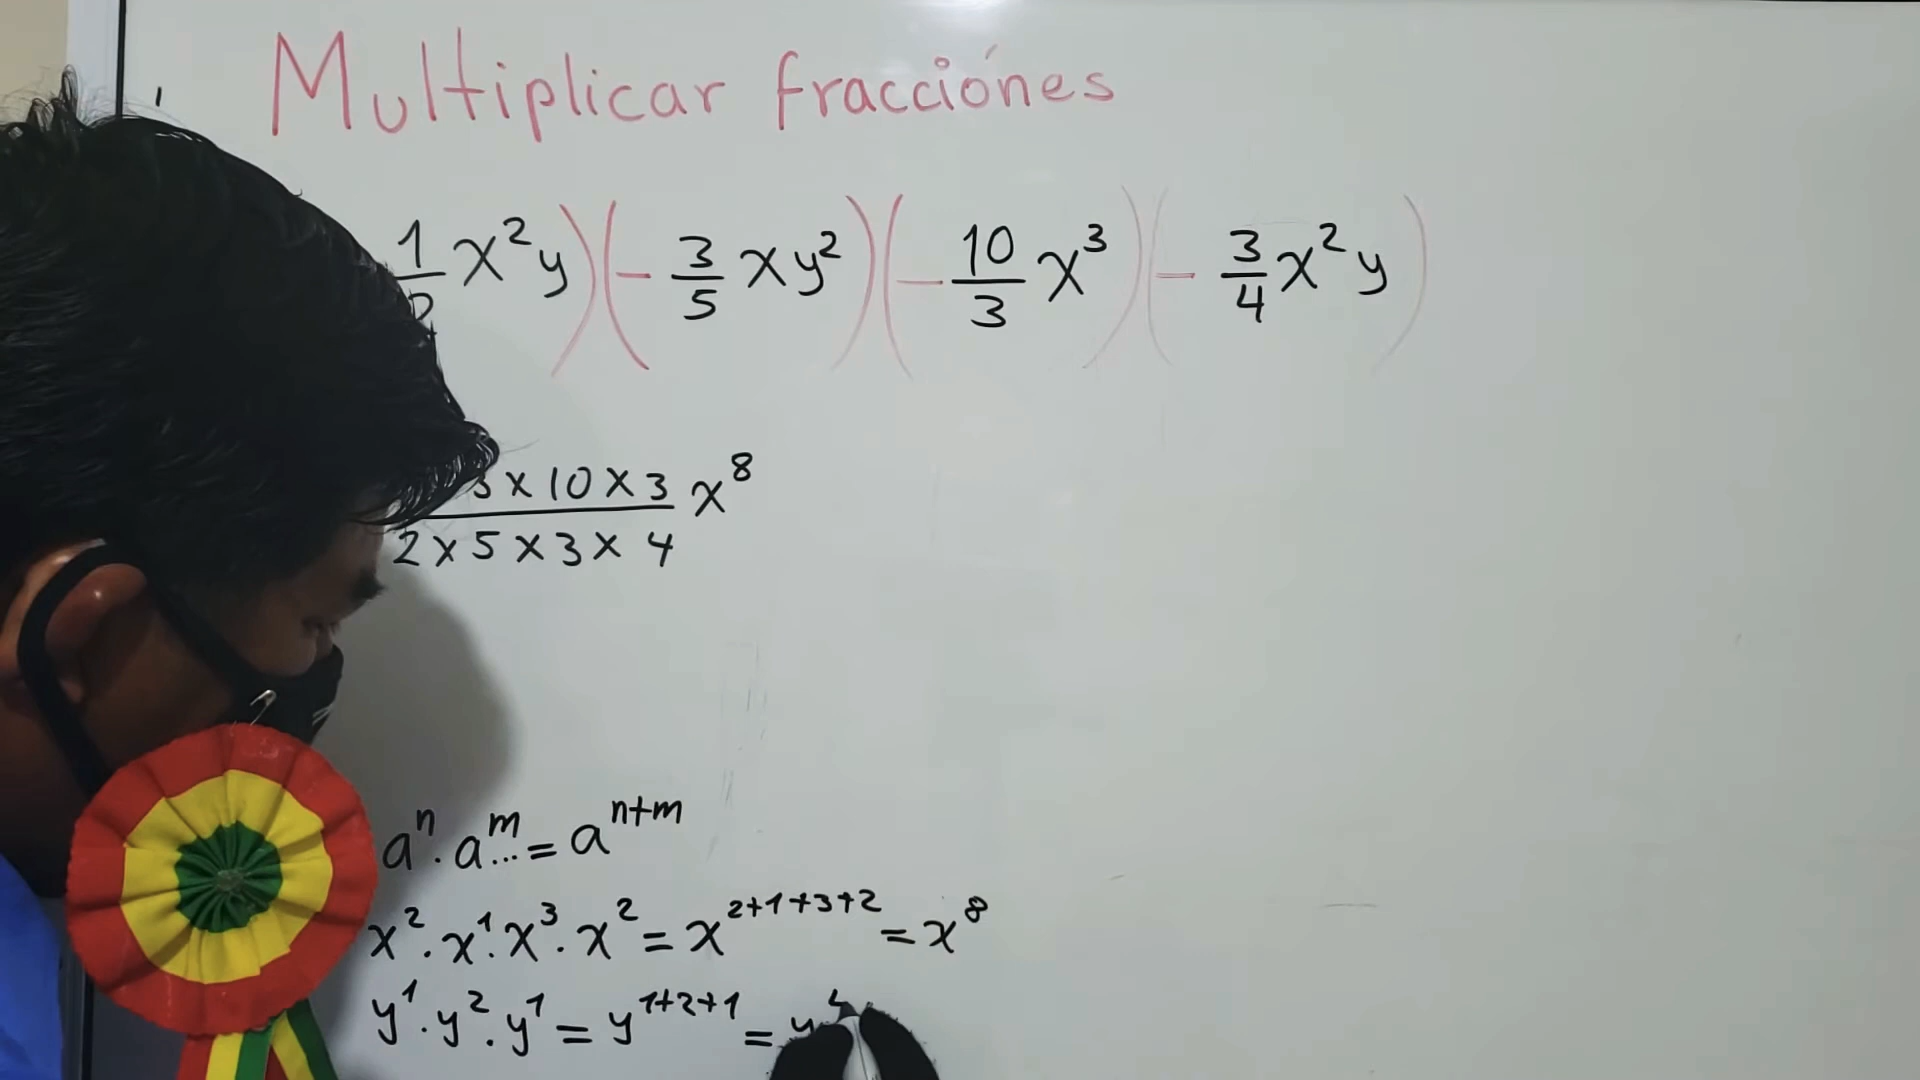 Multiplicar fracciónes
1/2 x²y)(- 3/5 xy²)(- 10/3 x³)(- 3/4 x²y)
3 x 10 x 3 x⁸
2 x 5 x 3 x 4
aⁿ · aᵐ... = aⁿ⁺ᵐ
x² · x¹ · x³ · x² = x²⁺¹⁺³⁺² = x⁸
y¹ · y² · y¹ = y¹⁺²⁺¹ = y